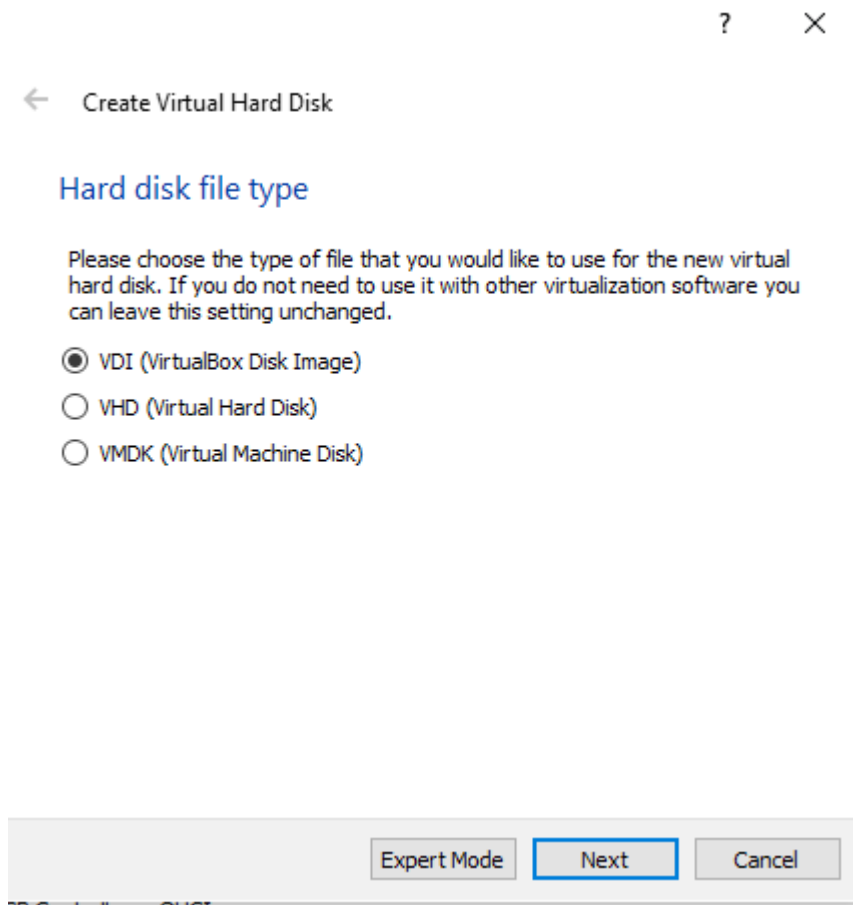 ?
Create Virtual Hard Disk
Hard disk file type
Please choose the type of file that you would like to use for the new virtual
hard disk. If you do not need to use it with other virtualization software you
can leave this setting unchanged.
VDI (VirtualBox Disk Image)
VHD (Virtual Hard Disk)
VMDK (Virtual Machine Disk)
Expert Mode Next Cancel